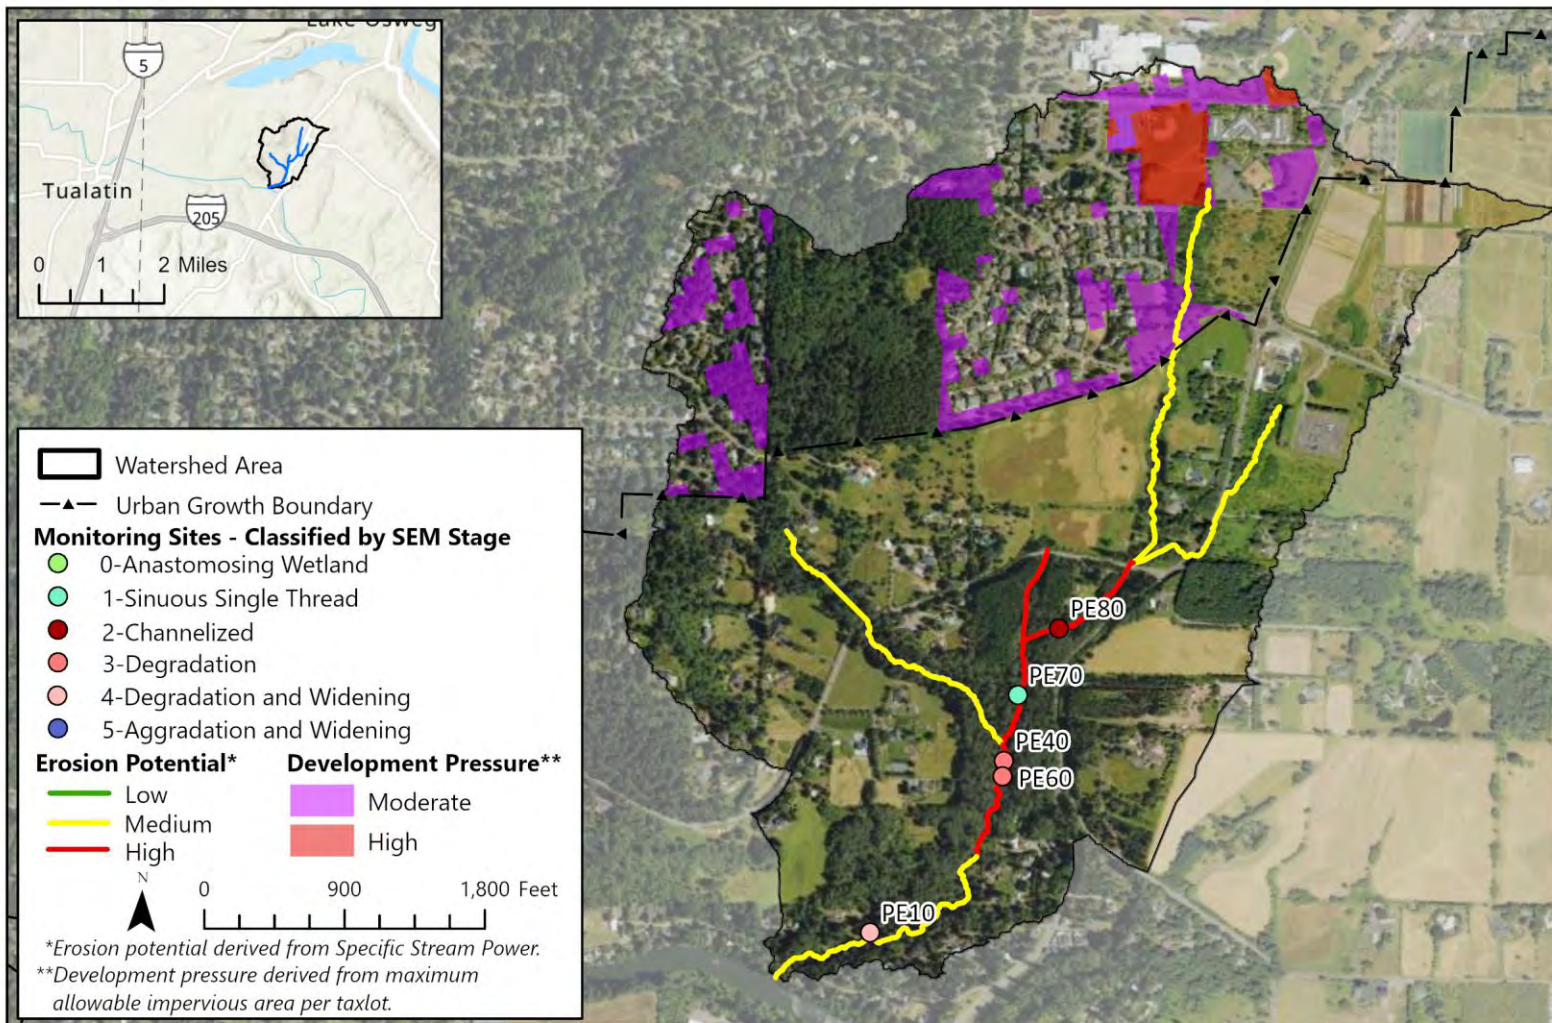 Lake Osweg
5
Tualatin
205
0 1 2 Miles
Watershed Area
Urban Growth Boundary
Monitoring Sites - Classified by SEM Stage
0-Anastomosing Wetland
1-Sinuous Single Thread
2-Channelized
3-Degradation
4-Degradation and Widening
5-Aggradation and Widening
Erosion Potential* Development Pressure**
Low
Medium
High
Moderate
High
N
0 900 1,800 Feet
*Erosion potential derived from Specific Stream Power.
**Development pressure derived from maximum
allowable impervious area per taxlot.
PE80
PE70
PE40
PE60
PE10